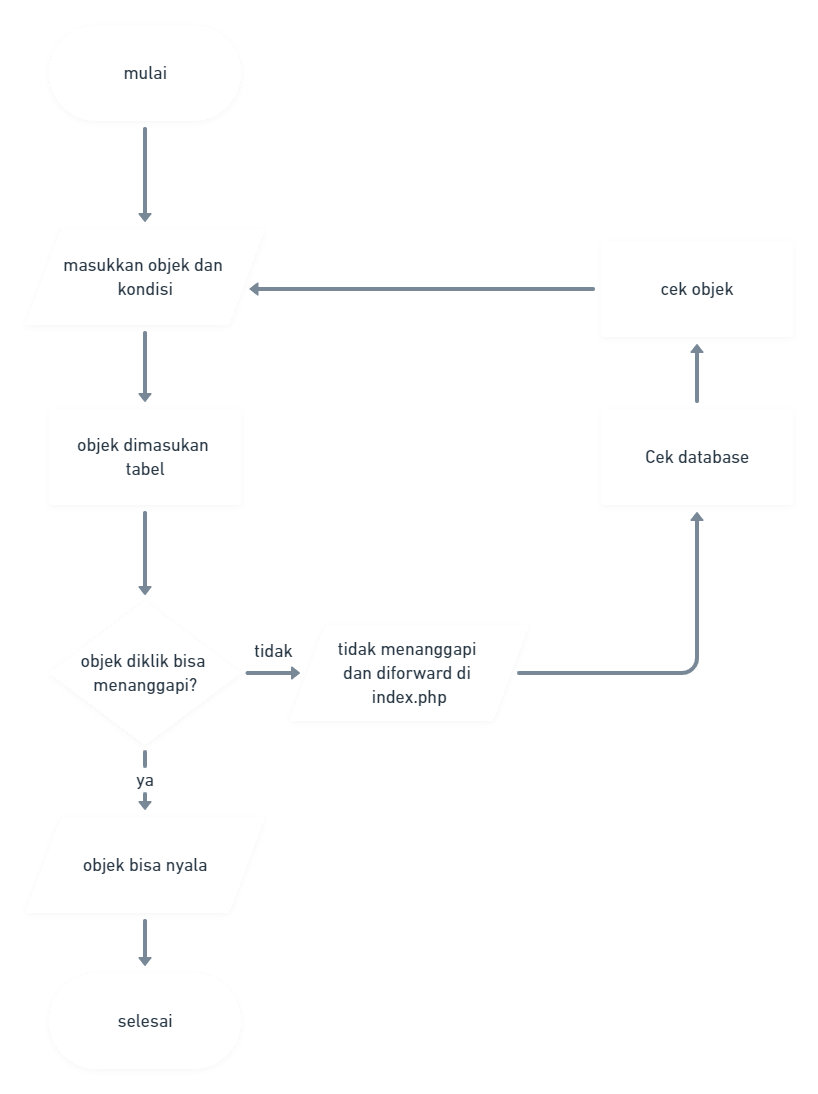 mulai
masukkan objek dan
kondisi
cek objek
objek dimasukan
tabel
Cek database
objek diklik bisa
menanggapi?
tidak
tidak menanggapi
dan diforward di
index.php
ya
objek bisa nyala
selesai